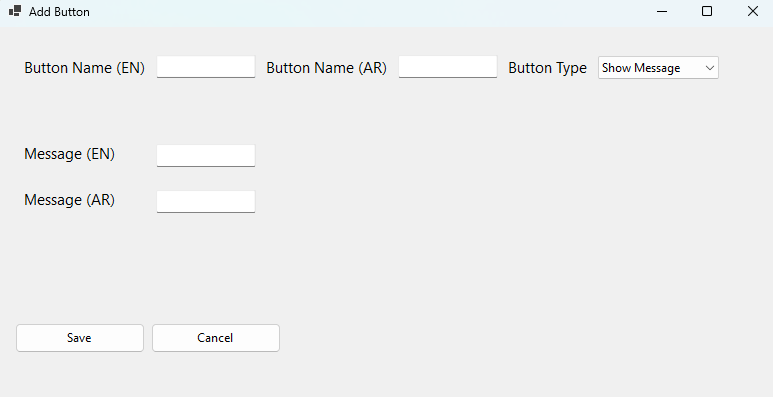 Add Button
Button Name (EN) Button Name (AR) Button Type Show Message
Message (EN)
Message (AR)
Save Cancel